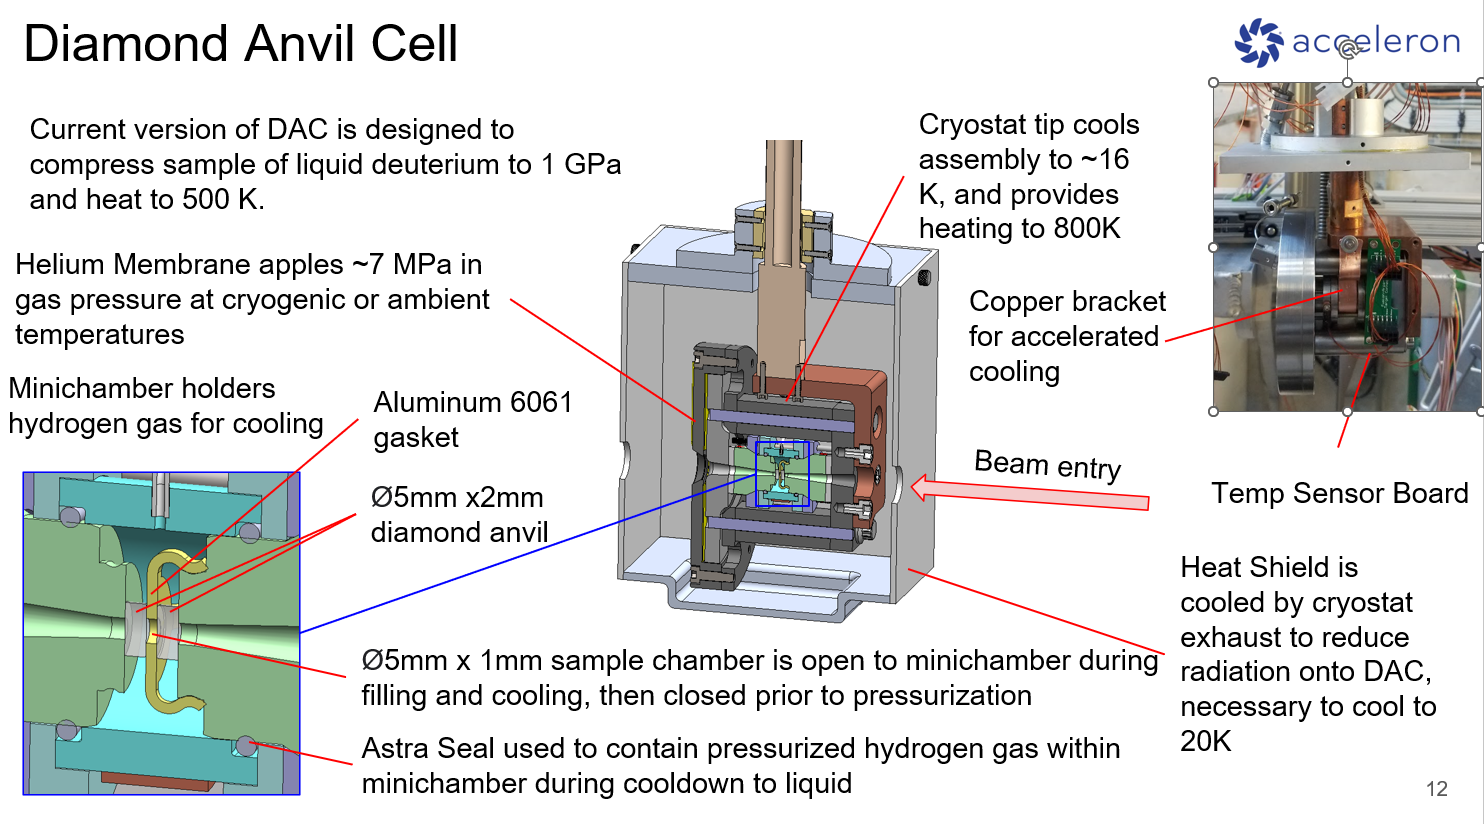 Diamond Anvil Cell
acceleron
Current version of DAC is designed to
compress sample of liquid deuterium to 1 GPa
and heat to 500 K.
Cryostat tip cools
assembly to ~16
K, and provides
heating to 800K
Helium Membrane apples ~7 MPa in
gas pressure at cryogenic or ambient
temperatures
Copper bracket
for accelerated
cooling
Minichamber holders
hydrogen gas for cooling
Aluminum 6061
gasket
Beam entry
Ø5mm x2mm
diamond anvil
Temp Sensor Board
Heat Shield is
cooled by cryostat
exhaust to reduce
radiation onto DAC,
necessary to cool to
20K
Ø5mm x 1mm sample chamber is open to minichamber during
filling and cooling, then closed prior to pressurization
Astra Seal used to contain pressurized hydrogen gas within
minichamber during cooldown to liquid
12